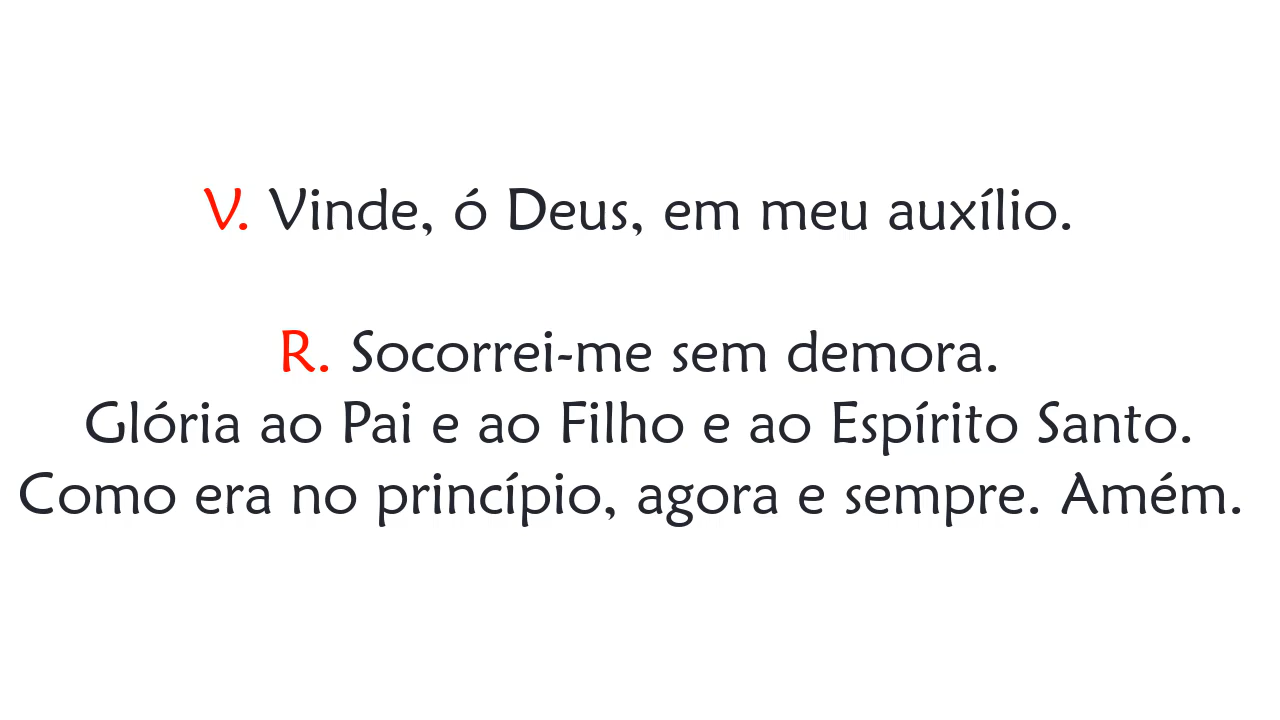 V. Vinde, ó Deus, em meu auxílio.
R. Socorrei-me sem demora.
Glória ao Pai e ao Filho e ao Espírito Santo.
Como era no princípio, agora e sempre. Amém.